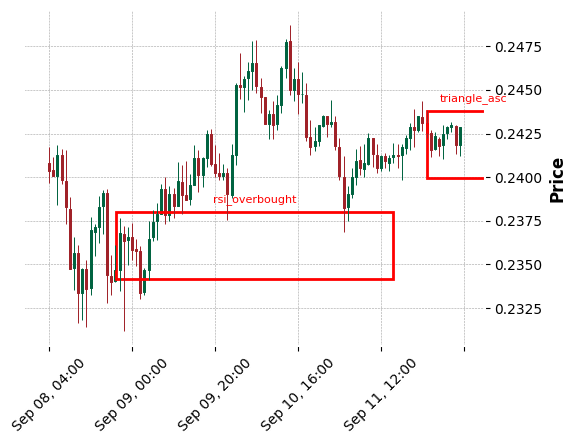 0.2475
triangle_asc
0.2450
0.2425
0.2400
rsi_overbought
0.2375
0.2350
0.2325
Price
Sep 08, 04:00
Sep 09, 00:00
Sep 09, 20:00
Sep 10, 16:00
Sep 11, 12:00